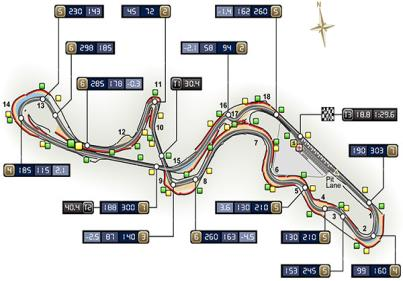 5 230 143
45 72 2
-1.4 162 260 5
N
6 298 185
-2.1 58 94 2
6 285 178 -0.3
T1 30.4
11
16
18
14
13
17
T3 18.8 1:29.6
12
10
7
190 303 7
15
6
Pit
Lane
4 185 115 2.1
9
8
5
4
3
1
2
40.4 T2 188 300 7
3.6 130 210 5
-2.5 87 140 3
6 260 163 -4.5
130 210 5
153 245 5
99 160 4